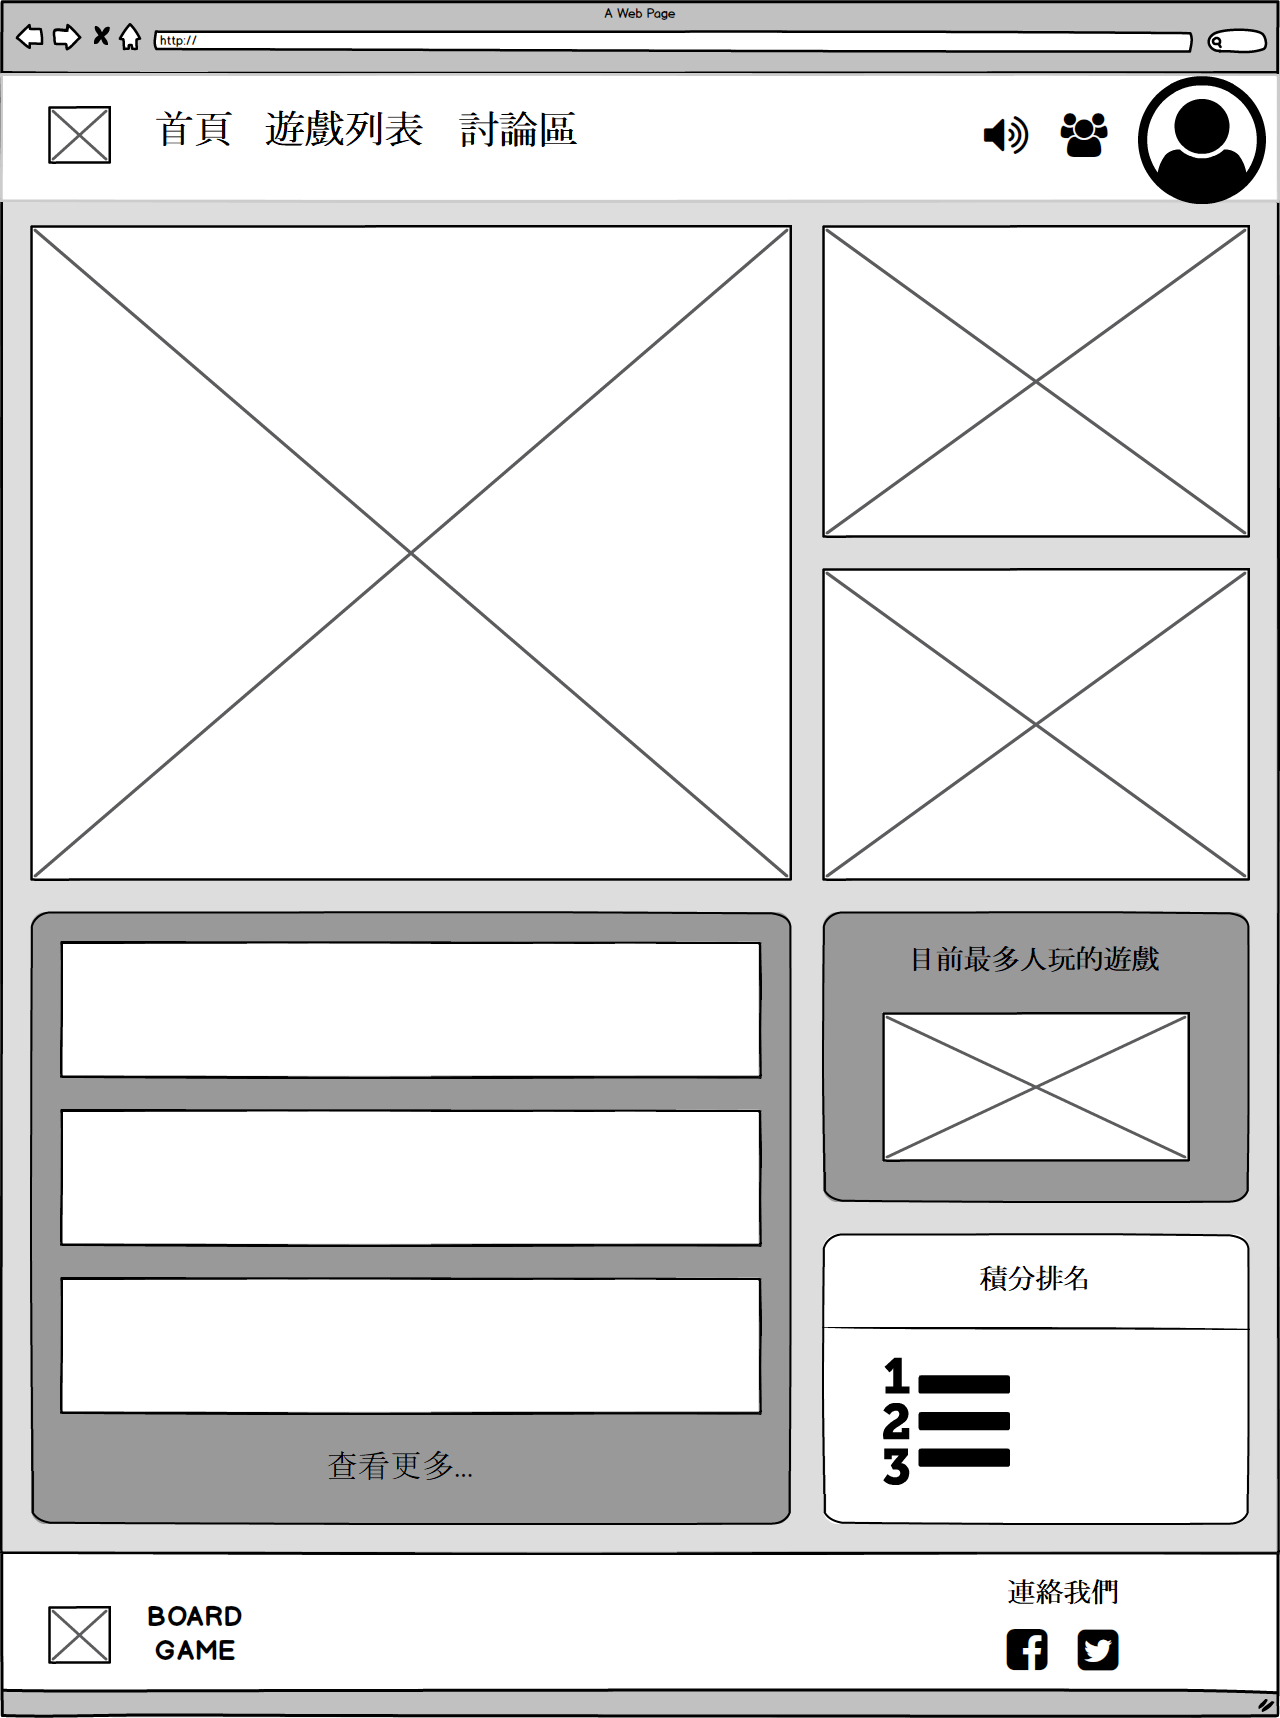 A Web Page
http://
首頁 遊戲列表 討論區
目前最多人玩的遊戲
積分排名
1
2
3
查看更多...
BOARD
GAME
連絡我們